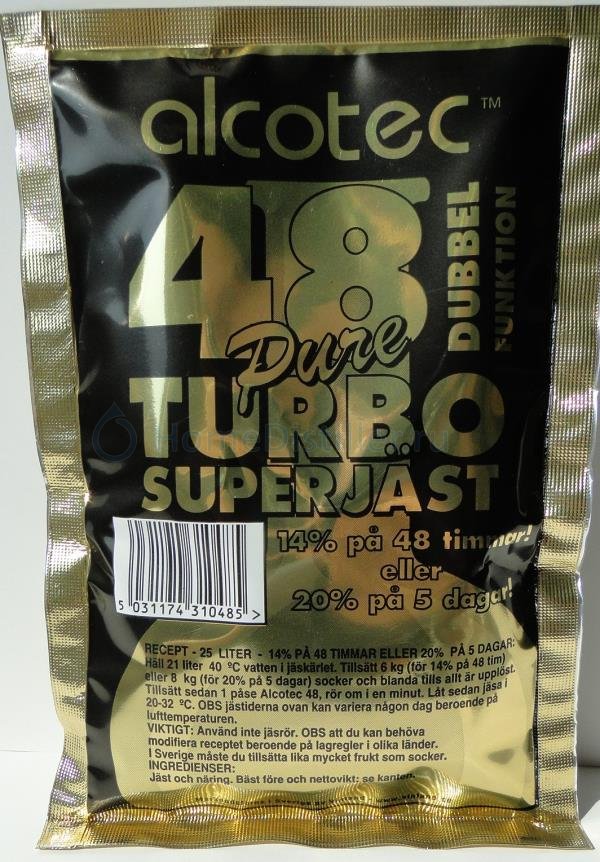 alcotec™
48
DUBBEL
FUNKTION
Pure
TURBO
SUPERJÄST
14% på 48 timmar!
eller
20% på 5 dagar!
5 031174 310485 >
RECEPT - 25 LITER - 14% PÅ 48 TIMMAR ELLER 20% PÅ 5 DAGAR:
Häll 21 liter 40 ºC vatten i jäskärlet. Tillsätt 6 kg (för 14% på 48 tim)
eller 8 kg (för 20% på 5 dagar) socker och blanda tills allt är upplöst.
Tillsätt sedan 1 påse Alcotec 48, rör om i en minut. Låt sedan jäsa i
20-32 ºC. OBS jästiderna ovan kan variera någon dag beroende på
lufttemperaturen.
VIKTIGT: Använd inte jäsrör. OBS att du kan behöva
modifiera receptet beroende på lagregler i olika länder.
I Sverige måste du tillsätta lika mycket frukt som socker.
INGREDIENSER:
Jäst och näring. Bäst före och nettovikt: se kanten.